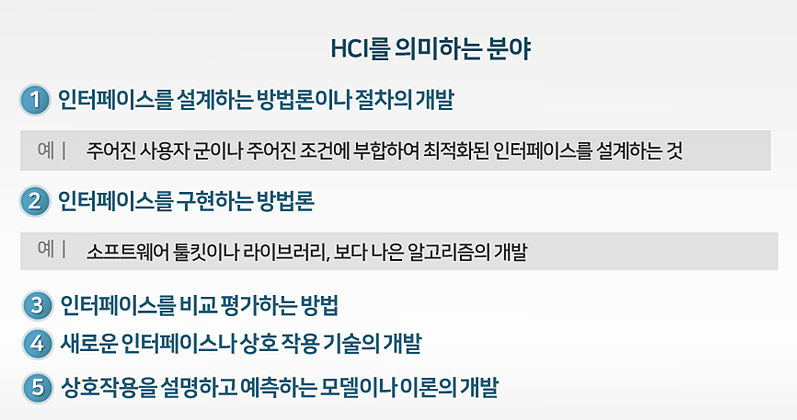 HCI를 의미하는 분야
1 인터페이스를 설계하는 방법론이나 절차의 개발
예 | 주어진 사용자 군이나 주어진 조건에 부합하여 최적화된 인터페이스를 설계하는 것
2 인터페이스를 구현하는 방법론
예 | 소프트웨어 툴킷이나 라이브러리, 보다 나은 알고리즘의 개발
3 인터페이스를 비교 평가하는 방법
4 새로운 인터페이스나 상호 작용 기술의 개발
5 상호작용을 설명하고 예측하는 모델이나 이론의 개발